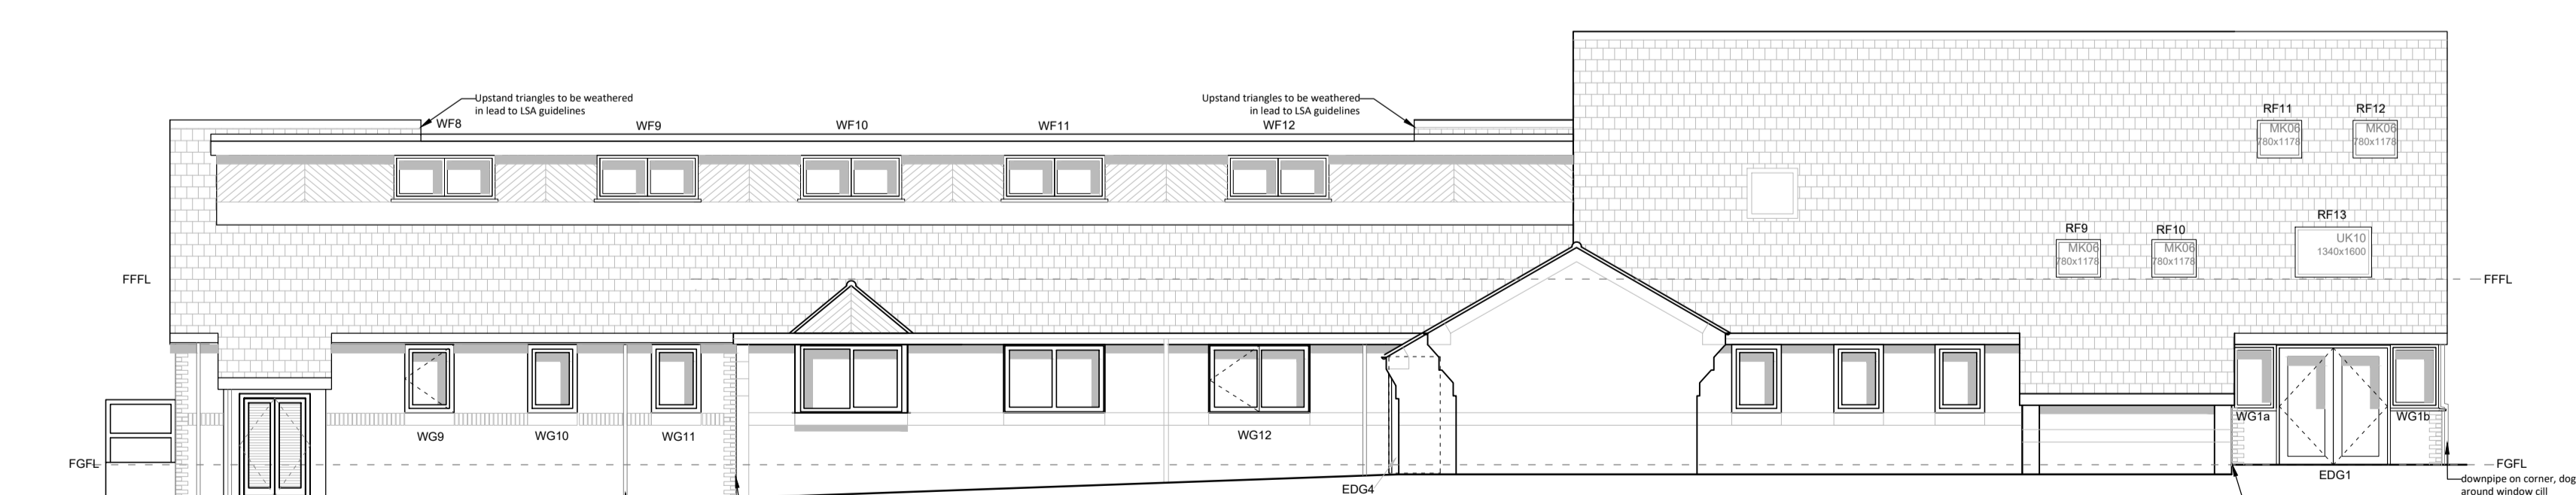 Upstand triangles to be weathered
in lead to LSA guidelines
Upstand triangles to be weathered
in lead to LSA guidelines
WF8
WF9
WF10
WF11
WF12
RF11
RF12
MK06
780x1178
MK06
780x1178
RF13
RF9
RF10
UK10
1340x1600
MK06
780x1178
MK06
780x1178
FFFL
FFFL
WG1a
WG1b
WG9
WG10
WG11
WG12
FGFL
FGFL
EDG1
EDG4
downpipe on corner, dog
around window cill